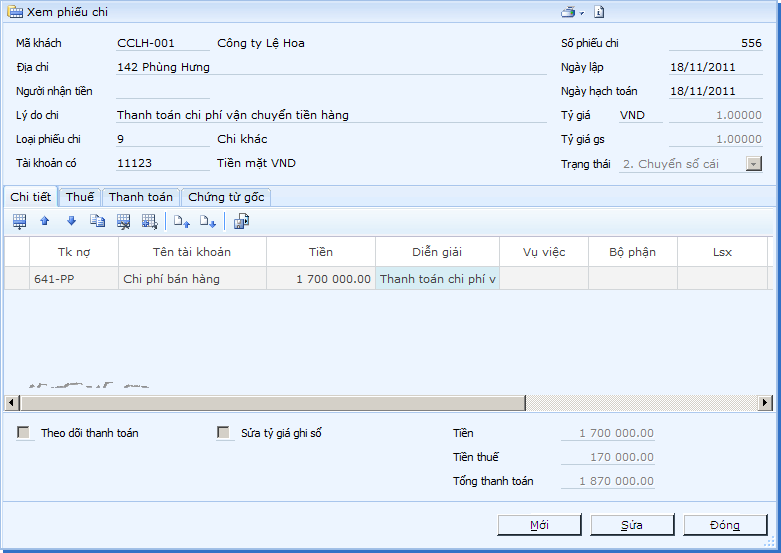 Xem phiếu chi
Mã khách CCLH-001 Công ty Lệ Hoa Số phiếu chi 556
Địa chỉ 142 Phùng Hưng Ngày lập 18/11/2011
Người nhận tiền Ngày hạch toán 18/11/2011
Lý do chi Thanh toán chi phí vận chuyển tiền hàng Tỷ giá VND 1.00000
Loại phiếu chi 9 Chi khác Tỷ giá gs 1.00000
Tài khoản có 11123 Tiền mặt VND Trạng thái 2. Chuyển sổ cái
Chi tiết Thuế Thanh toán Chứng từ gốc
Tk nợ Tên tài khoản Tiền Diễn giải Vụ việc Bộ phận Lsx
641-PP Chi phí bán hàng 1 700 000.00 Thanh toán chi phí v
Theo dõi thanh toán Sửa tỷ giá ghi sổ Tiền 1 700 000.00
Tiền thuế 170 000.00
Tổng thanh toán 1 870 000.00
Mới Sửa Đóng